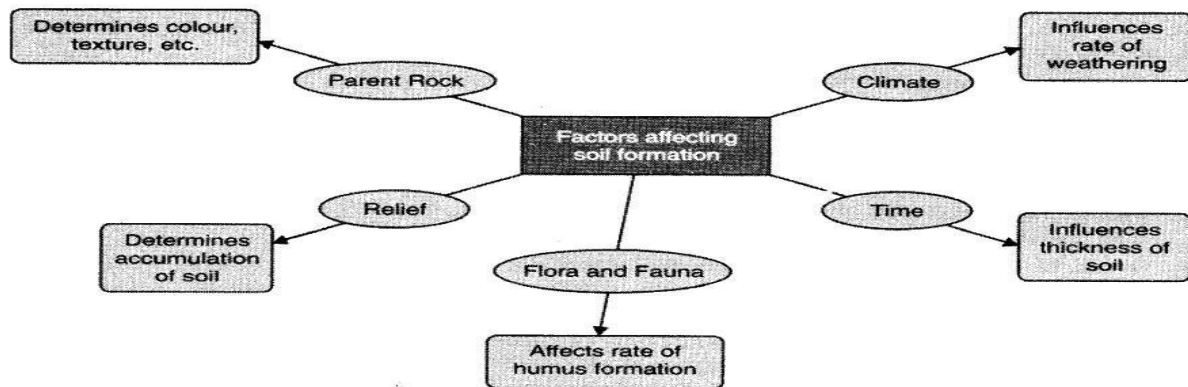 Determines colour,
texture, etc.
Parent Rock
Influences
rate of
weathering
Climate
Factors affecting
soil formation
Relief
Determines
accumulation
of soil
Time
Influences
thickness of
soil
Flora and Fauna
Affects rate of
humus formation